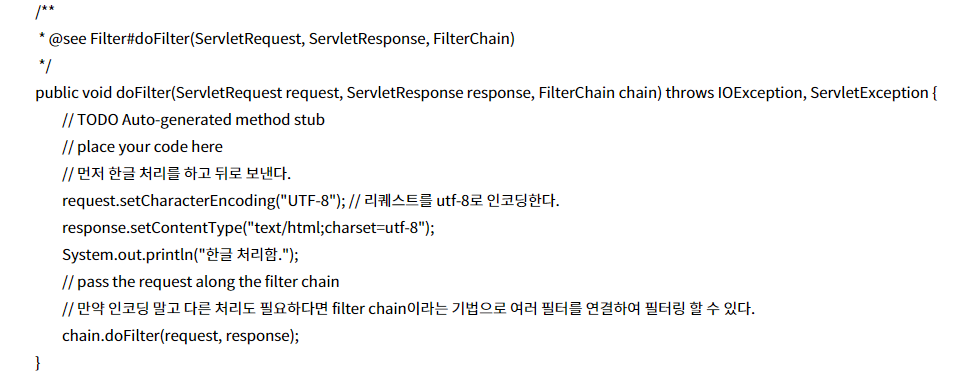 /**
* @see Filter#doFilter(ServletRequest, ServletResponse, FilterChain)
*/
public void doFilter(ServletRequest request, ServletResponse response, FilterChain chain) throws IOException, ServletException {
// TODO Auto-generated method stub
// place your code here
// 먼저 한글 처리를 하고 뒤로 보낸다.
request.setCharacterEncoding("UTF-8"); // 리퀘스트를 utf-8로 인코딩한다.
response.setContentType("text/html;charset=utf-8");
System.out.println("한글 처리함.");
// pass the request along the filter chain
// 만약 인코딩 말고 다른 처리도 필요하다면 filter chain이라는 기법으로 여러 필터를 연결하여 필터링 할 수 있다.
chain.doFilter(request, response);
}